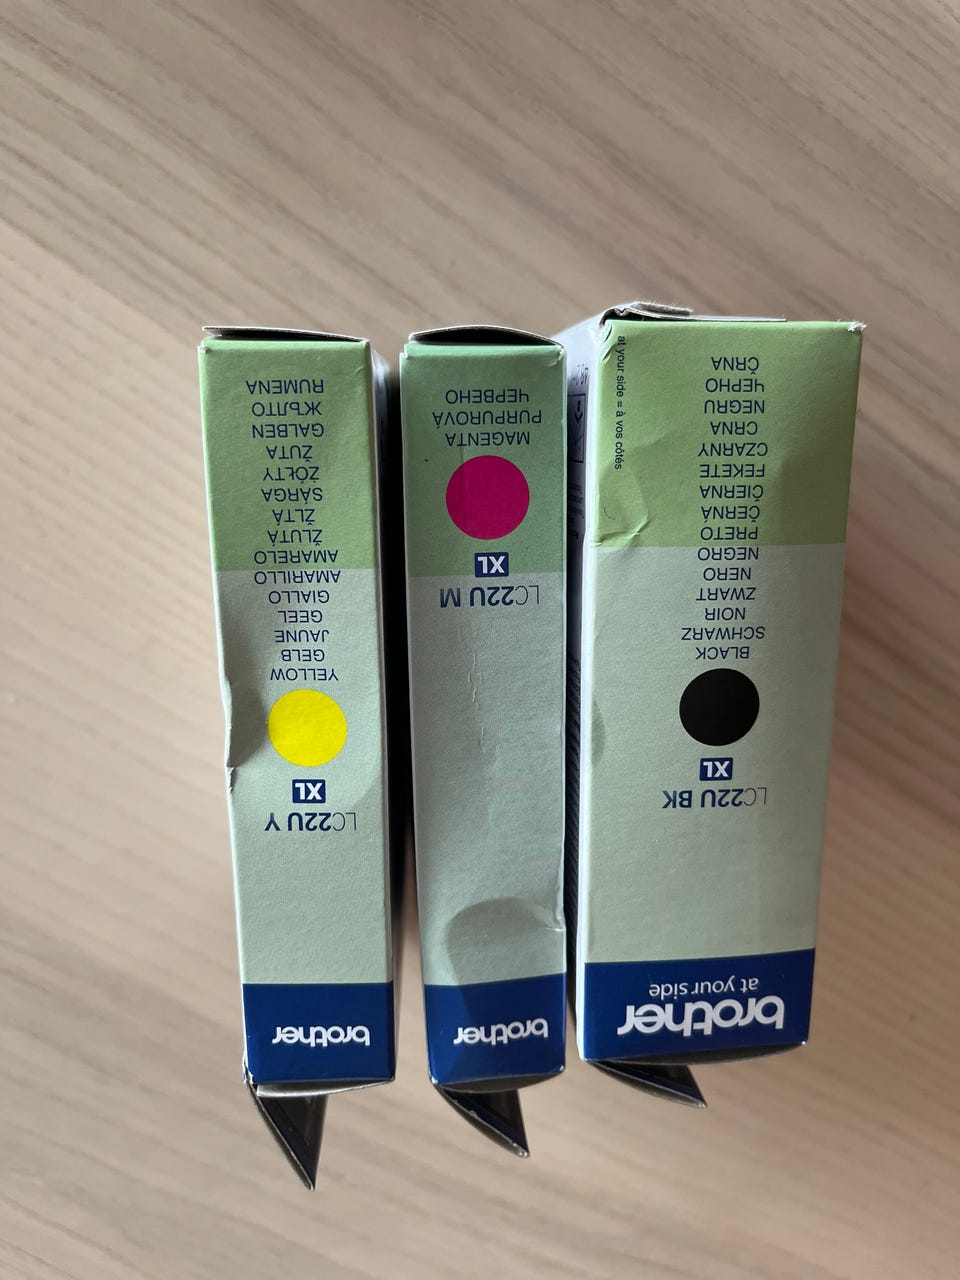 brother
at your side
LC22U BK
XL
BLACK
SCHWARZ
NOIR
ZWART
NERO
NEGRO
PRETO
ČERNÁ
ČIERNA
FEKETE
CZARNY
CRNA
NEGRU
ЧЕРНО
ČRNA
at your side = à vos côtés
brother
LC22U M
XL
MAGENTA
PURPUROVÁ
ЧЕРВЕНО
brother
LC22U Y
XL
YELLOW
GELB
JAUNE
GEEL
GIALLO
AMARILLO
AMARELO
ŽLUTÁ
ŽLTÁ
SÁRGA
ŻÓŁTY
ŽUTA
GALBEN
ЖЪЛТО
RUMENA